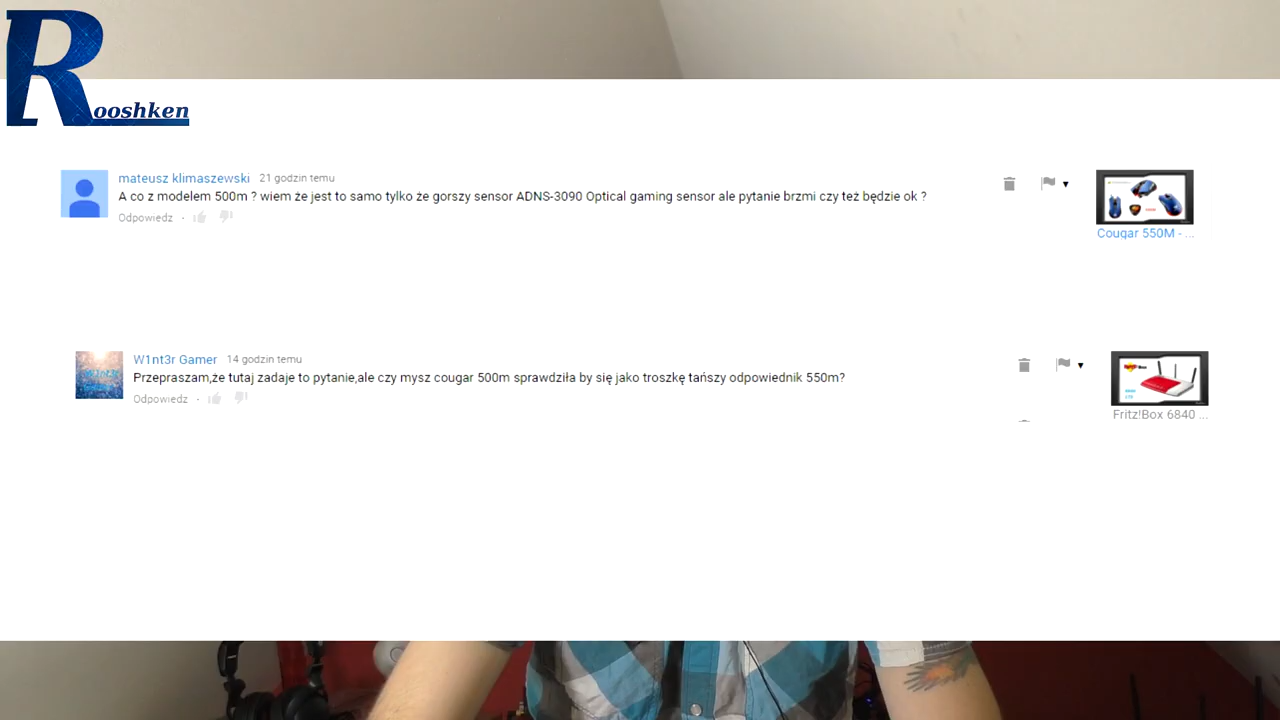 Rooshken
mateusz klimaszewski 21 godzin temu
A co z modelem 500m ? wiem że jest to samo tylko że gorszy sensor ADNS-3090 Optical gaming sensor ale pytanie brzmi czy też będzie ok ?
Odpowiedz
Cougar 550M - ...
W1nt3r Gamer 14 godzin temu
Przepraszam,że tutaj zadaje to pytanie,ale czy mysz cougar 500m sprawdziła by się jako troszkę tańszy odpowiednik 550m?
Odpowiedz
Fritz!Box 6840 ...